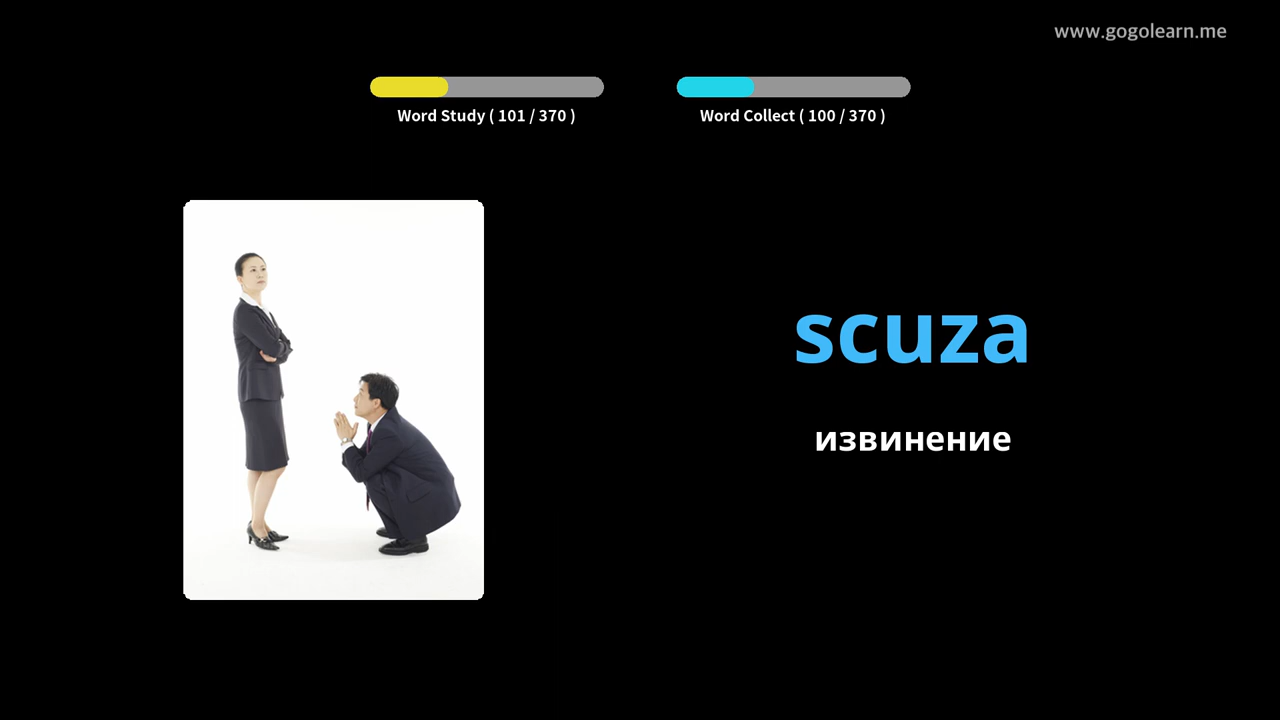 www.gogolearn.me
Word Study ( 101 / 370 )
Word Collect ( 100 / 370 )
scuza
извинение